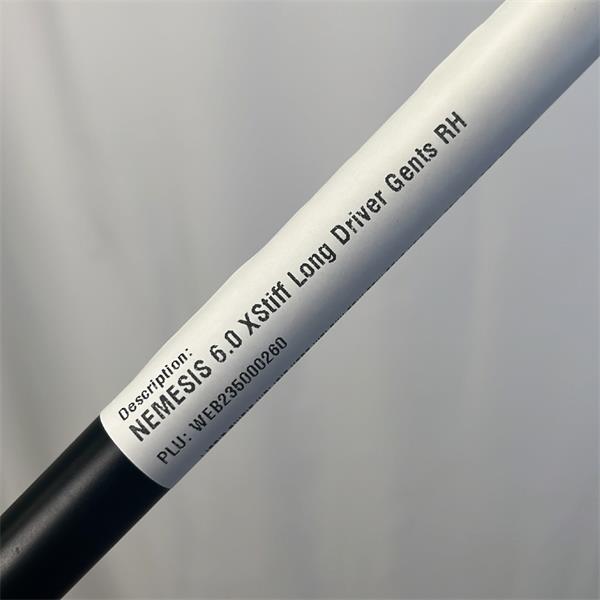 Description:
NEMESIS 6.0 XStiff Long Driver Gents RH
PLU: WEB235000260